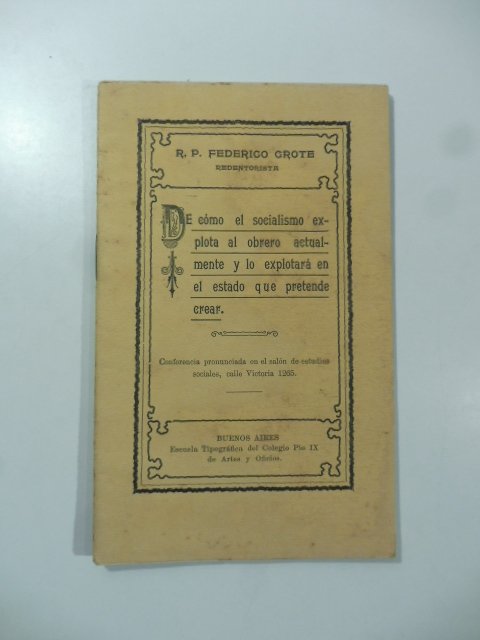 R. P. FEDERICO GROTE
REDENTORISTA
DE cómo el socialismo ex-
plota al obrero actual-
mente y lo explotará en
el estado que pretende
crear.
Conferencia pronunciada en el salón de estudios
sociales, calle Victoria 1265.
BUENOS AIRES
Escuela Tipográfica del Colegio Pio IX
de Artes y Oficios.